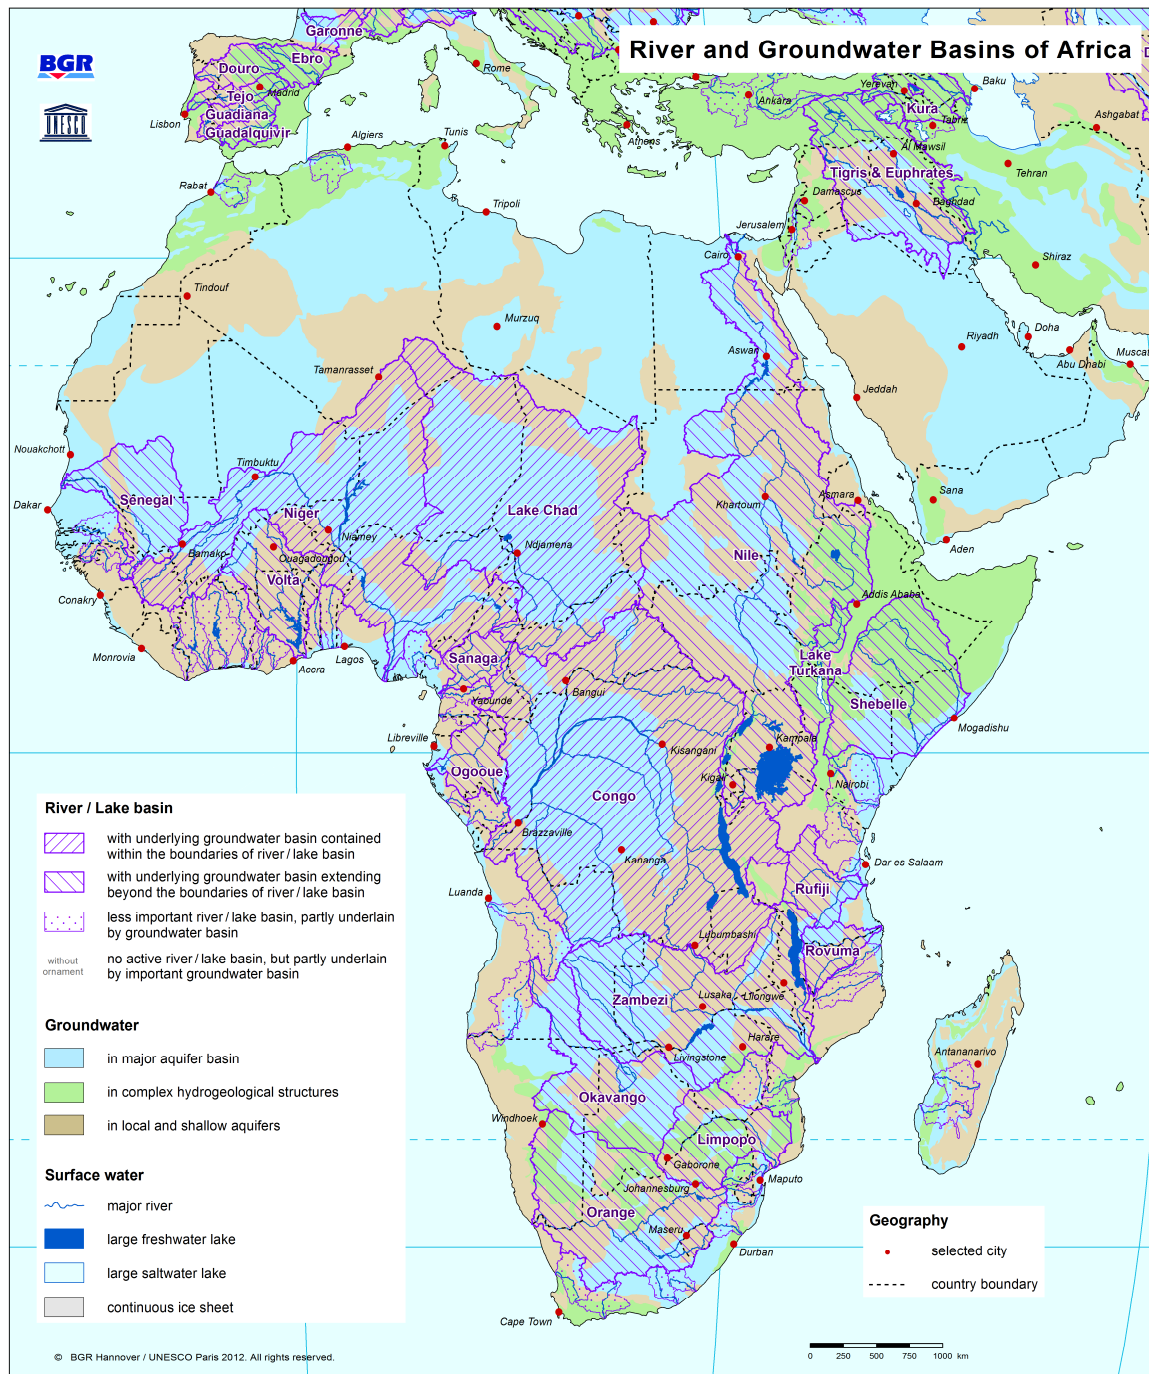 River and Groundwater Basins of Africa
BGR
UNESCO
Garonne
Ebro
Douro
Madrid
Tejo
Guadiana
Guadalquivir
Lisbon
Rome
Algiers
Tunis
Athens
Ankara
Yerevan
Baku
Kura
Tabriz
Ashgabat
Al Mawsil
Tehran
Tigris & Euphrates
Damascus
Baghdad
Rabat
Tripoli
Jerusalem
Cairo
Shiraz
Tindouf
Murzuq
Riyadh
Doha
Aswan
Muscat
Abu Dhabi
Tamanrasset
Jeddah
Nouakchott
Timbuktu
Sénegal
Dakar
Niger
Lake Chad
Khartoum
Asmara
Sana
Niamey
Bamako
Ouagadougou
Ndjamena
Nile
Aden
Volta
Conakry
Addis Ababa
Monrovia
Accra
Lagos
Sanaga
Lake
Turkana
Yaounde
Bangui
Shebelle
Mogadishu
Libreville
Kisangani
Kampala
Ogooue
Kigali
Nairobi
Congo
Brazzaville
Kananga
Dar es Salaam
Luanda
Rufiji
Lubumbashi
Rovuma
Zambezi
Lusaka
Lilongwe
Harare
Livingstone
Antananarivo
Okavango
Windhoek
Limpopo
Gaborone
Johannesburg
Maputo
Orange
Maseru
Durban
Cape Town
River / Lake basin
with underlying groundwater basin contained
within the boundaries of river / lake basin
with underlying groundwater basin extending
beyond the boundaries of river / lake basin
less important river / lake basin, partly underlain
by groundwater basin
without
ornament
no active river / lake basin, but partly underlain
by important groundwater basin
Groundwater
in major aquifer basin
in complex hydrogeological structures
in local and shallow aquifers
Surface water
major river
large freshwater lake
large saltwater lake
continuous ice sheet
Geography
selected city
country boundary
0 250 500 750 1000 km
© BGR Hannover / UNESCO Paris 2012. All rights reserved.